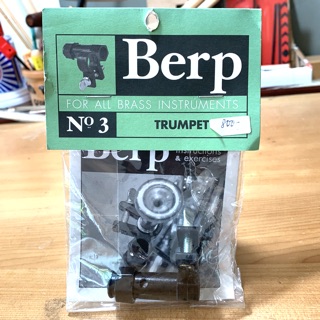 Berp
FOR ALL BRASS INSTRUMENTS
Nº 3
TRUMPET
Berp
instructions
& exercises